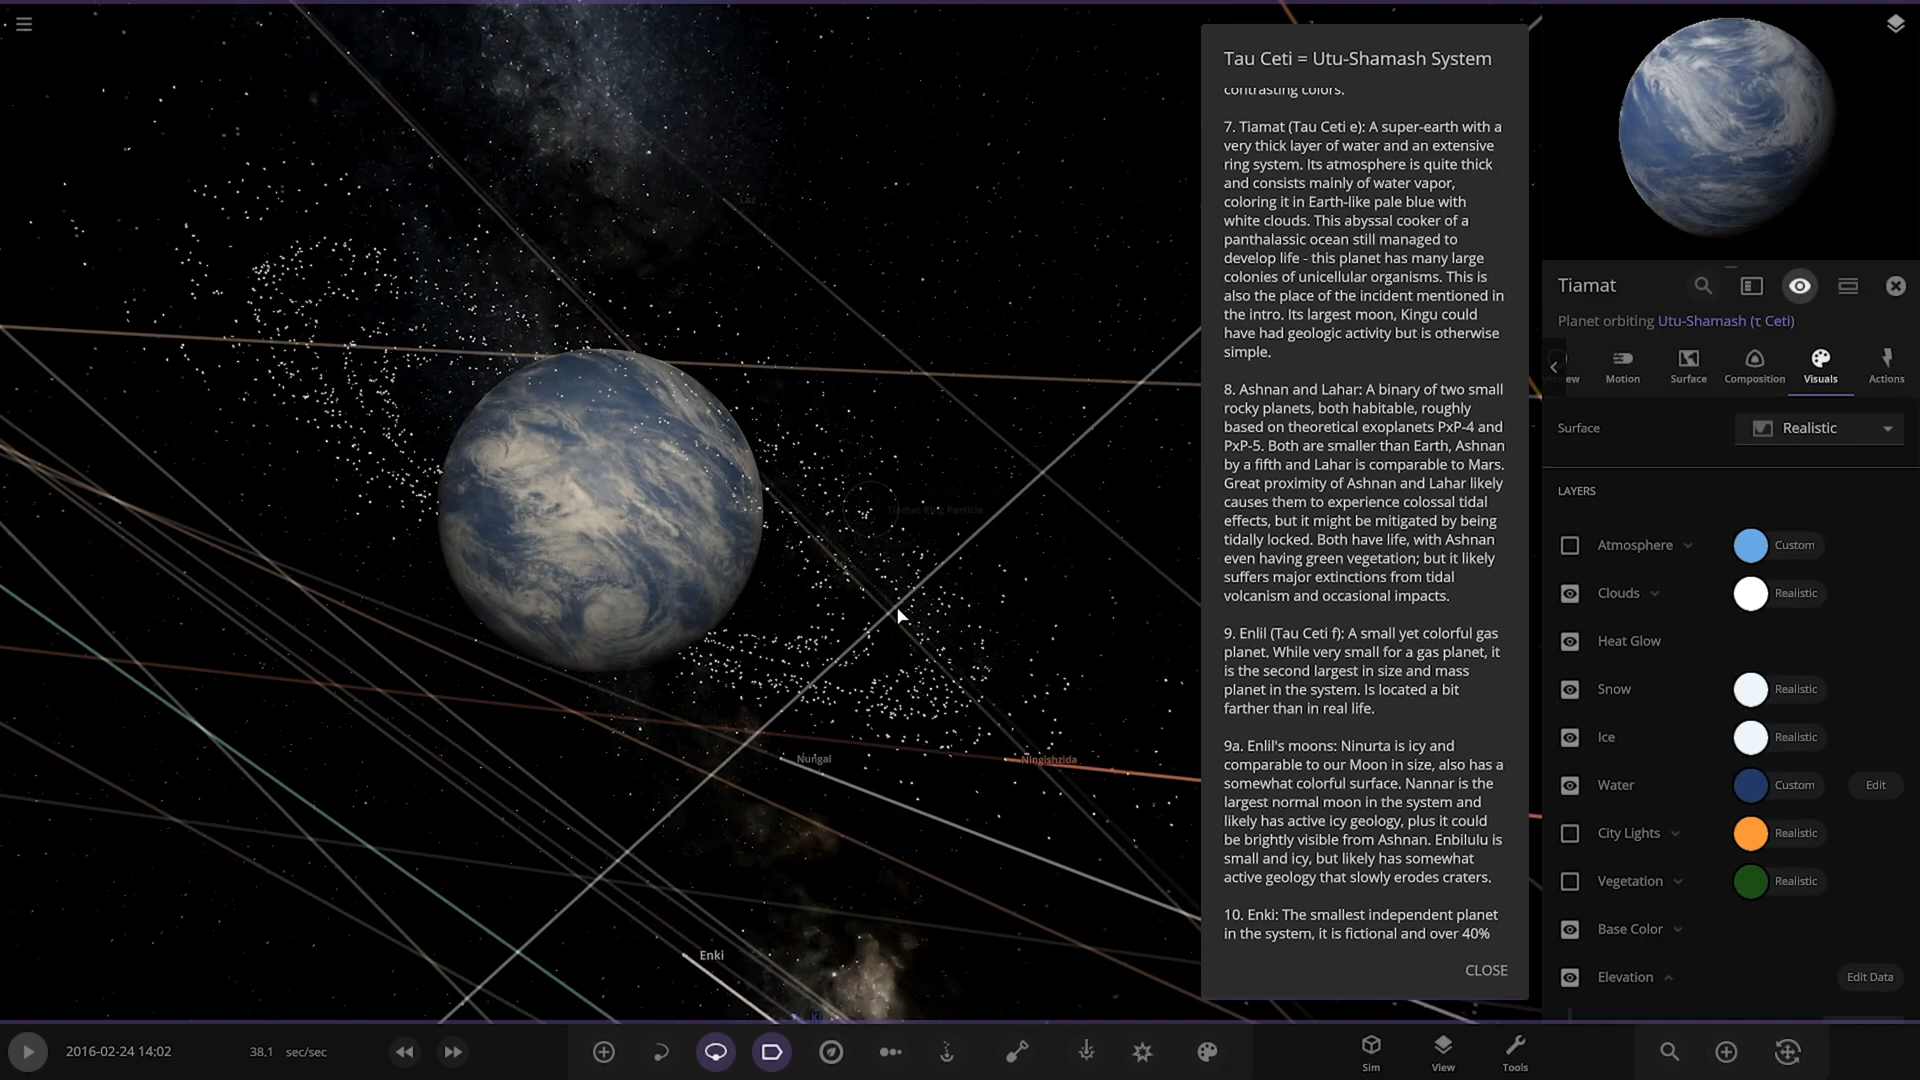 Tau Ceti = Utu-Shamash System
contrasting colors.
7. Tiamat (Tau Ceti e): A super-earth with a
very thick layer of water and an extensive
ring system. Its atmosphere is quite thick
and consists mainly of water vapor,
coloring it in Earth-like pale blue with
white clouds. This abyssal cooker of a
panthalassic ocean still managed to
develop life - this planet has many large
colonies of unicellular organisms. This is
also the place of the incident mentioned in
the intro. Its largest moon, Kingu could
have had geologic activity but is otherwise
simple.
8. Ashnan and Lahar: A binary of two small
rocky planets, both habitable, roughly
based on theoretical exoplanets PxP-4 and
PxP-5. Both are smaller than Earth, Ashnan
by a fifth and Lahar is comparable to Mars.
Great proximity of Ashnan and Lahar likely
causes them to experience colossal tidal
effects, but it might be mitigated by being
tidally locked. Both have life, with Ashnan
even having green vegetation; but it likely
suffers major extinctions from tidal
volcanism and occasional impacts.
9. Enlil (Tau Ceti f): A small yet colorful gas
planet. While very small for a gas planet, it
is the second largest in size and mass
planet in the system. Is located a bit
farther than in real life.
9a. Enlil's moons: Ninurta is icy and
comparable to our Moon in size, also has a
somewhat colorful surface. Nannar is the
largest normal moon in the system and
likely has active icy geology, plus it could
be brightly visible from Ashnan. Enbilulu is
small and icy, but likely has somewhat
active geology that slowly erodes craters.
10. Enki: The smallest independent planet
in the system, it is fictional and over 40%
CLOSE
Laz
Tiamat Ring Particle
Nungal
Ningishzida
Enki
Ki
Tiamat
Planet orbiting Utu-Shamash (τ Ceti)
ew
Motion
Surface
Composition
Visuals
Actions
Surface
Realistic
LAYERS
Atmosphere
Custom
Clouds
Realistic
Heat Glow
Snow
Realistic
Ice
Realistic
Water
Custom
Edit
City Lights
Realistic
Vegetation
Realistic
Base Color
Elevation
Edit Data
2016-02-24 14:02
38.1 sec/sec
Sim
View
Tools